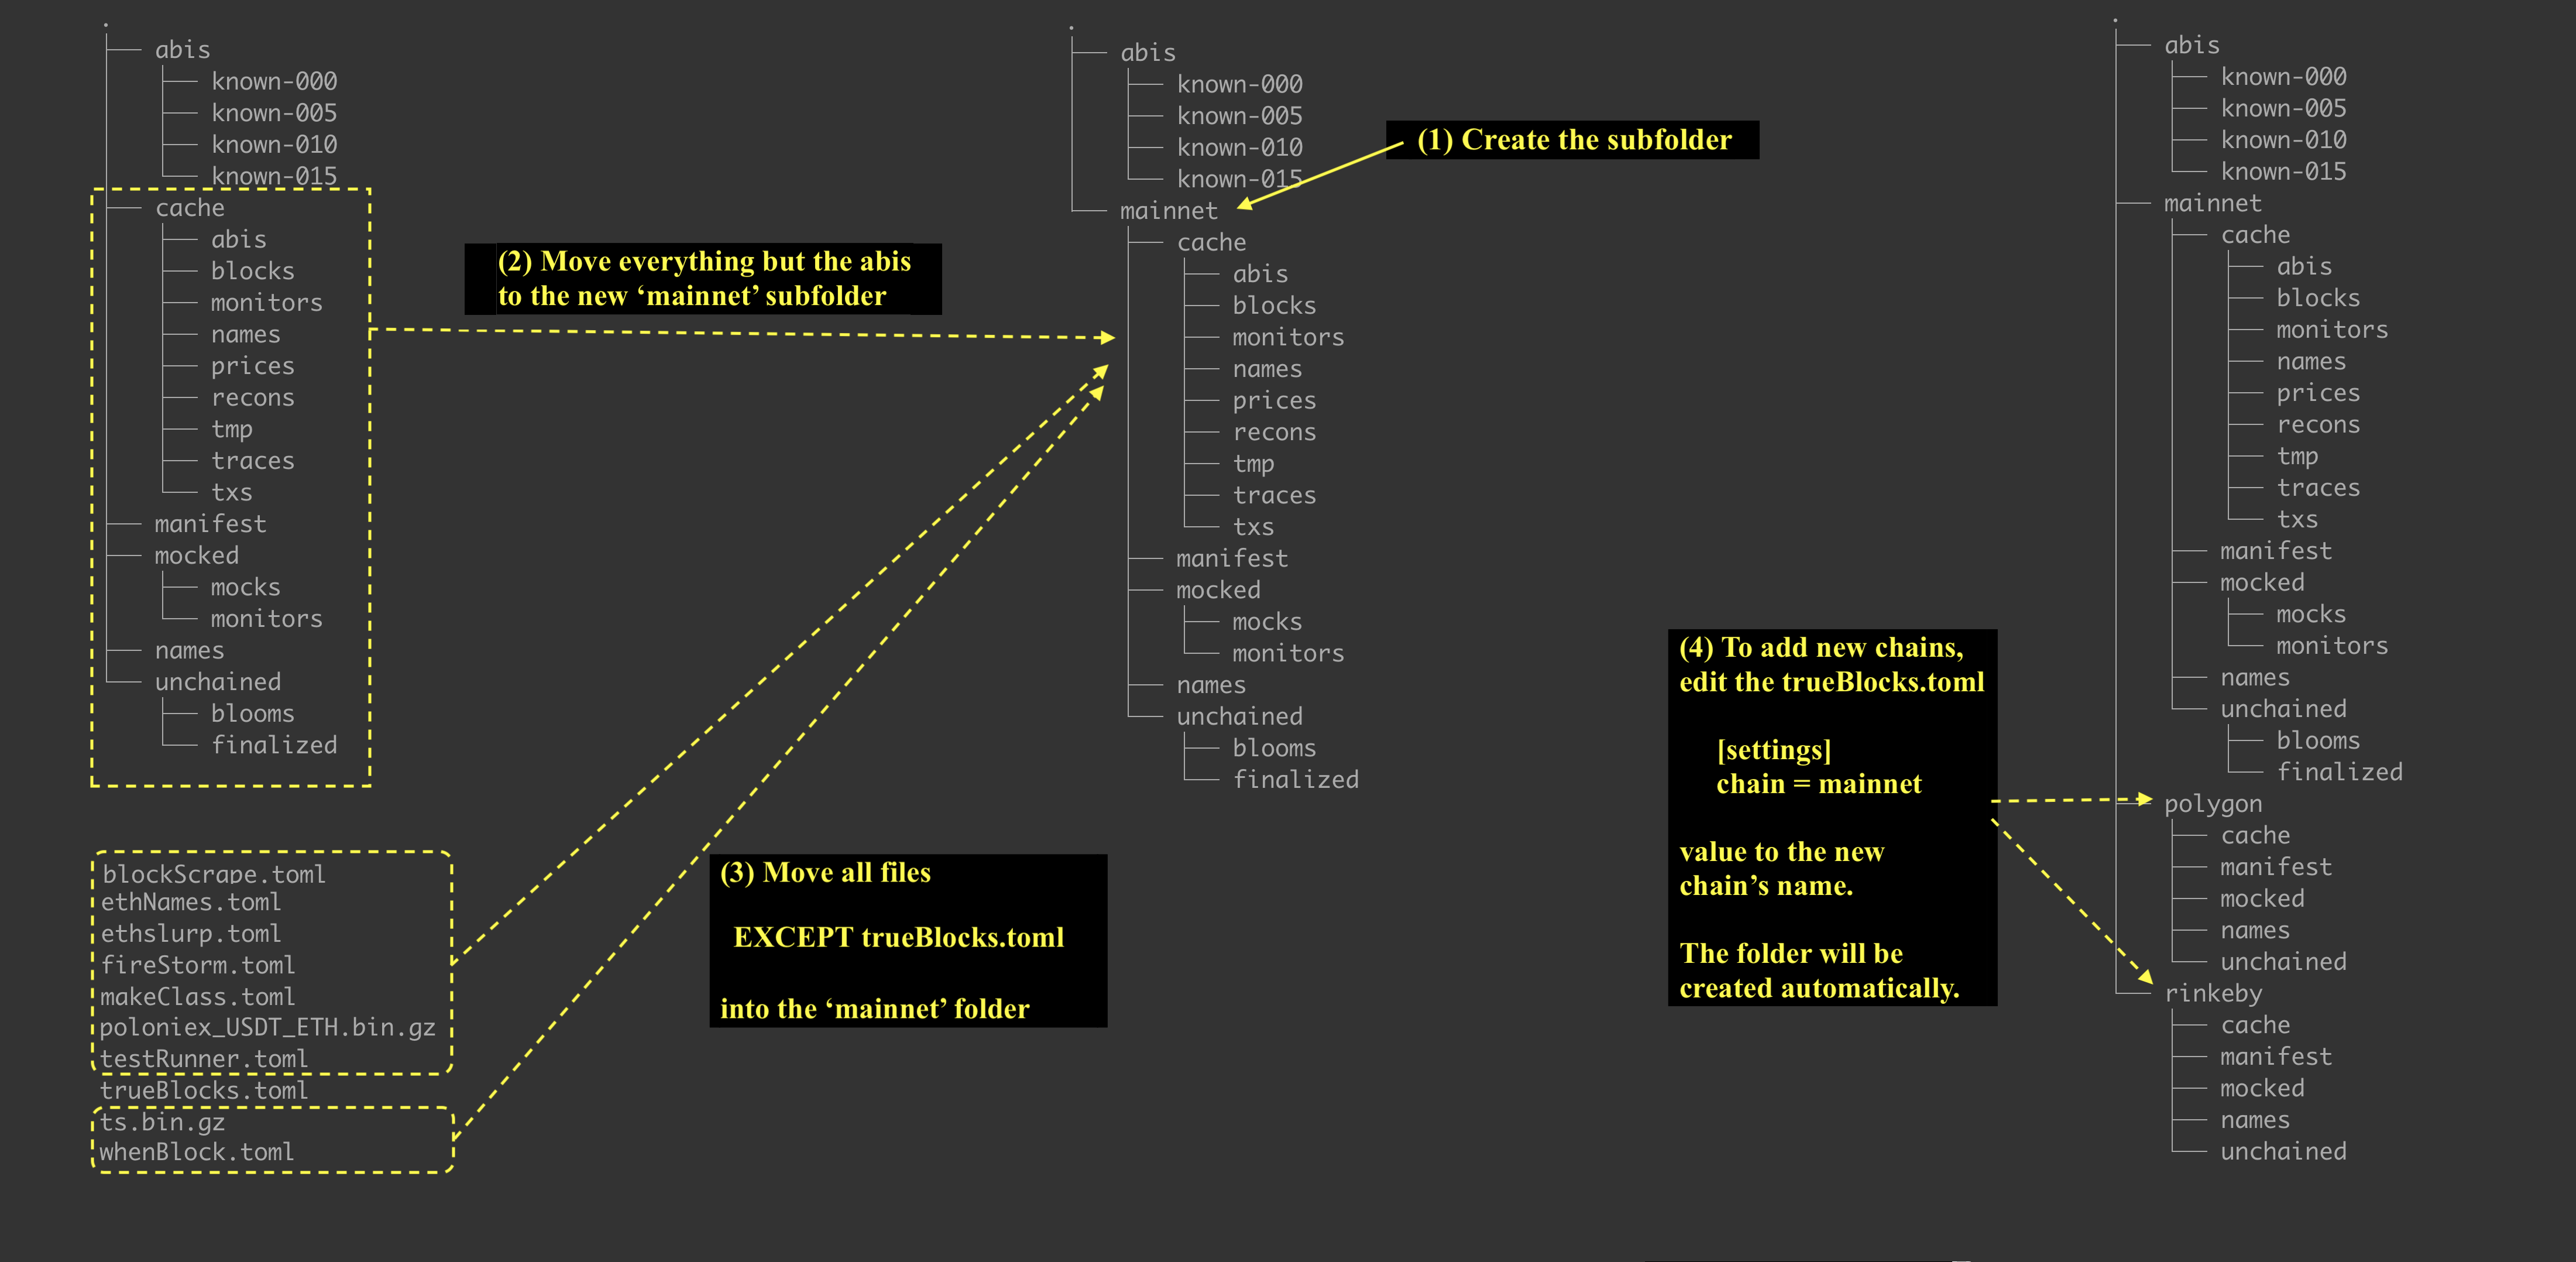 .
abis
known-000
known-005
known-010
known-015
cache
abis
blocks
monitors
names
prices
recons
tmp
traces
txs
manifest
mocked
mocks
monitors
names
unchained
blooms
finalized
blockScrape.toml
ethNames.toml
ethslurp.toml
fireStorm.toml
makeClass.toml
poloniex_USDT_ETH.bin.gz
testRunner.toml
trueBlocks.toml
ts.bin.gz
whenBlock.toml
(2) Move everything but the abis
to the new ‘mainnet’ subfolder
(3) Move all files
EXCEPT trueBlocks.toml
into the ‘mainnet’ folder
.
abis
known-000
known-005
known-010
known-015
mainnet
cache
abis
blocks
monitors
names
prices
recons
tmp
traces
txs
manifest
mocked
mocks
monitors
names
unchained
blooms
finalized
(1) Create the subfolder
(4) To add new chains,
edit the trueBlocks.toml
[settings]
chain = mainnet
value to the new
chain’s name.
The folder will be
created automatically.
.
abis
known-000
known-005
known-010
known-015
mainnet
cache
abis
blocks
monitors
names
prices
recons
tmp
traces
txs
manifest
mocked
mocks
monitors
names
unchained
blooms
finalized
polygon
cache
manifest
mocked
names
unchained
rinkeby
cache
manifest
mocked
names
unchained